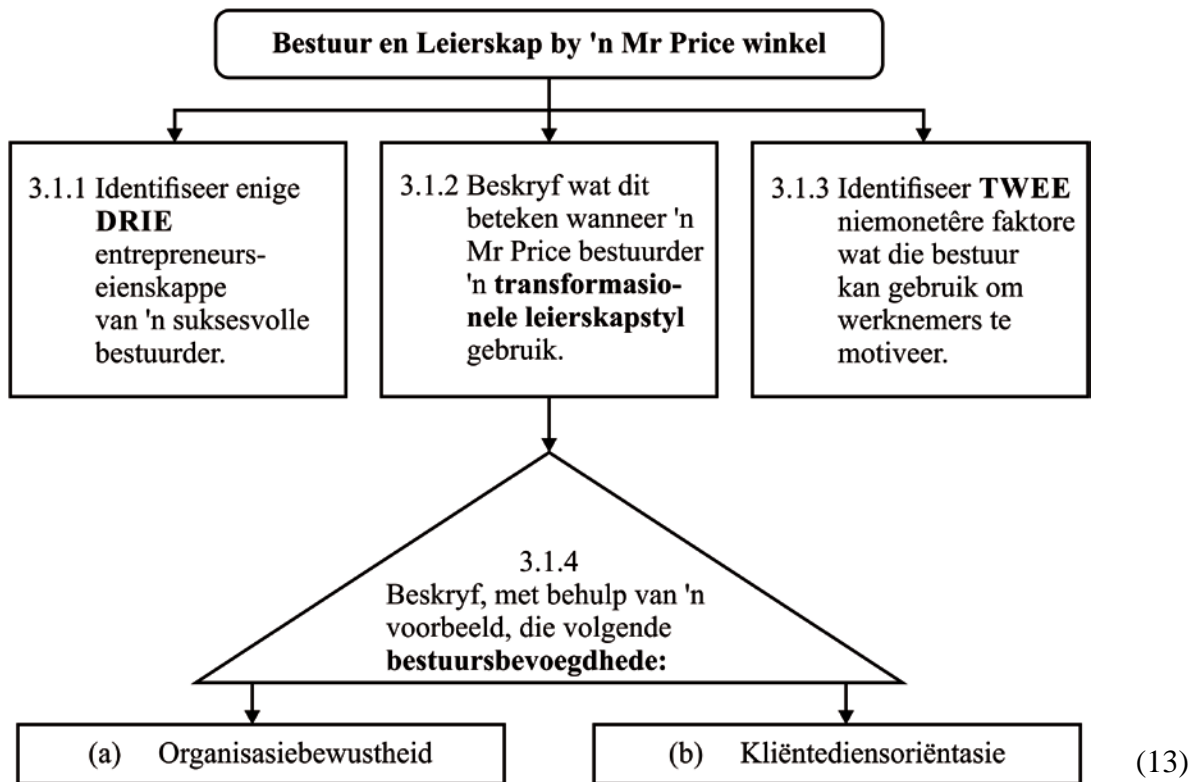 Bestuur en Leierskap by 'n Mr Price winkel
3.1.1 Identifiseer enige
DRIE
entrepreneurs-
eienskappe
van 'n suksesvolle
bestuurder.
3.1.2 Beskryf wat dit
beteken wanneer 'n
Mr Price bestuurder
'n transformasio-
nele leierskapstyl
gebruik.
3.1.3 Identifiseer TWEE
niemonetêre faktore
wat die bestuur
kan gebruik om
werknemers te
motiveer.
3.1.4
Beskryf, met behulp van 'n
voorbeeld, die volgende
bestuursbevoegdhede:
(a) Organisasiebewustheid
(b) Kliëntediensoriëntasie
(13)